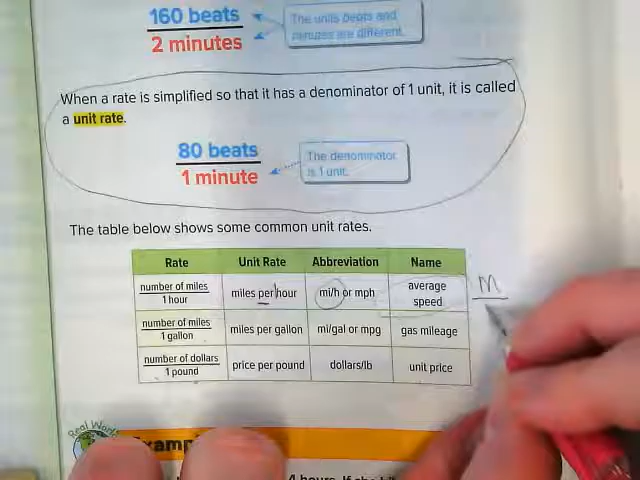 160 beats
2 minutes
The units beats and
minutes are different.
When a rate is simplified so that it has a denominator of 1 unit, it is called
a unit rate.
80 beats
1 minute
The denominator
is 1 unit.
The table below shows some common unit rates.
Rate Unit Rate Abbreviation Name
number of miles
1 hour
miles per hour
mi/h or mph
average
speed
M
number of miles
1 gallon
miles per gallon
mi/gal or mpg
gas mileage
number of dollars
1 pound
price per pound
dollars/lb
unit price
Real